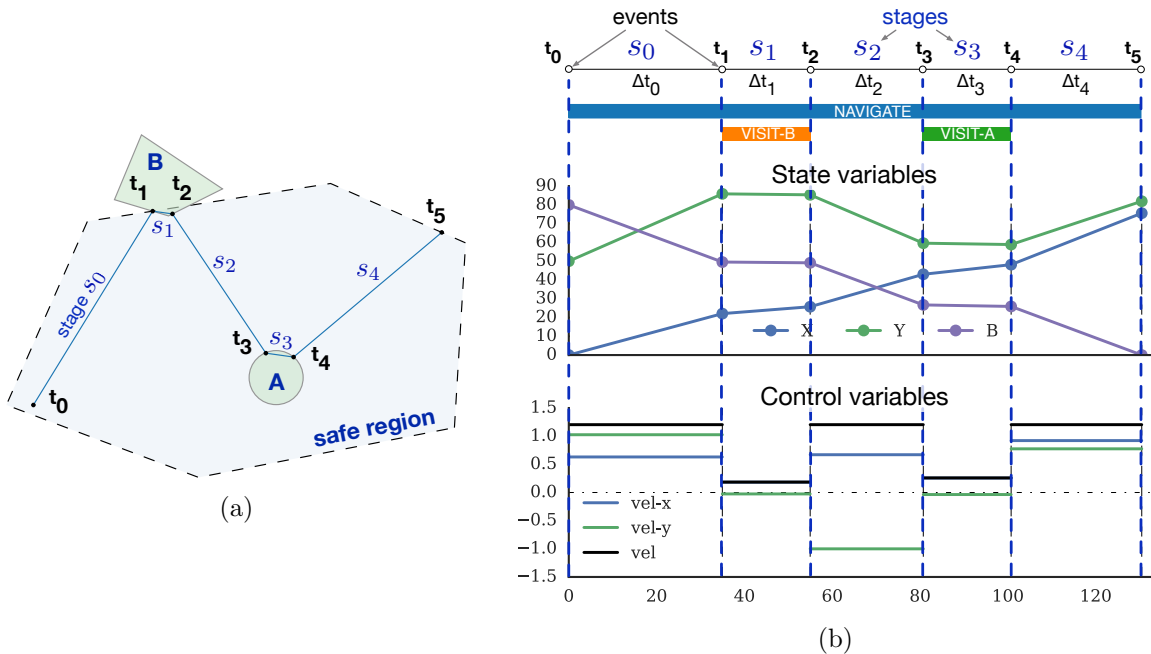 B
t1 t2
s1
t5
s2
s4
stage s0
t3
s3
t4
A
t0
safe region
(a)
events
stages
t0 s0 t1 s1 t2 s2 t3 s3 t4 s4 t5
Δt0 Δt1 Δt2 Δt3 Δt4
NAVIGATE
VISIT-B VISIT-A
State variables
90
80
70
60
50
40
30
20
10
0
X Y B
Control variables
1.5
1.0
0.5
0.0
−0.5
−1.0
−1.5
vel-x
vel-y
vel
0 20 40 60 80 100 120
(b)